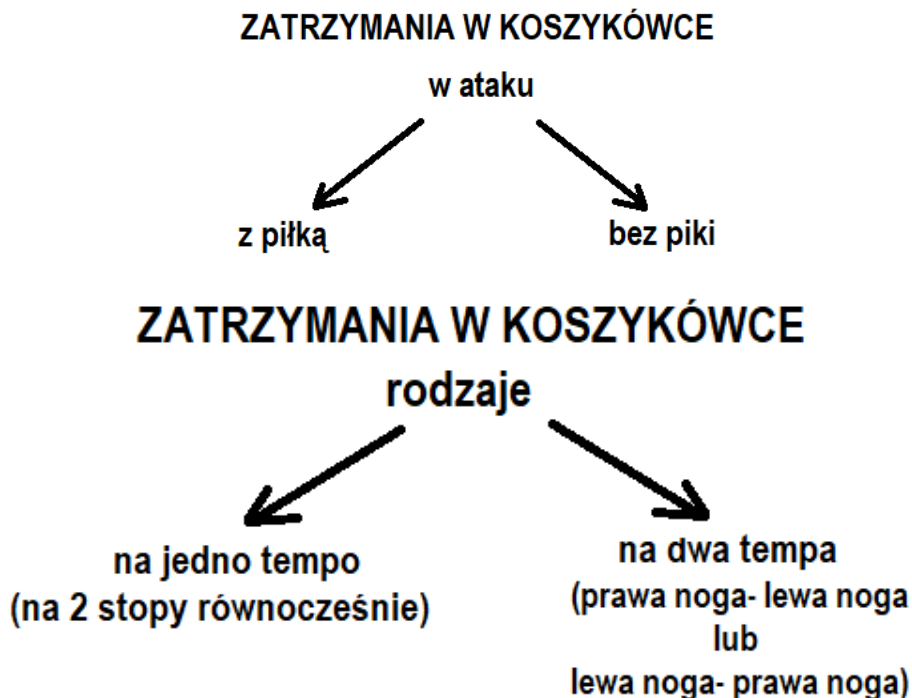 ZATRZYMANIA W KOSZYKÓWCE
w ataku
z piłką
bez piki
ZATRZYMANIA W KOSZYKÓWCE
rodzaje
na jedno tempo
(na 2 stopy równocześnie)
na dwa tempa
(prawa noga- lewa noga
lub
lewa noga- prawa noga)